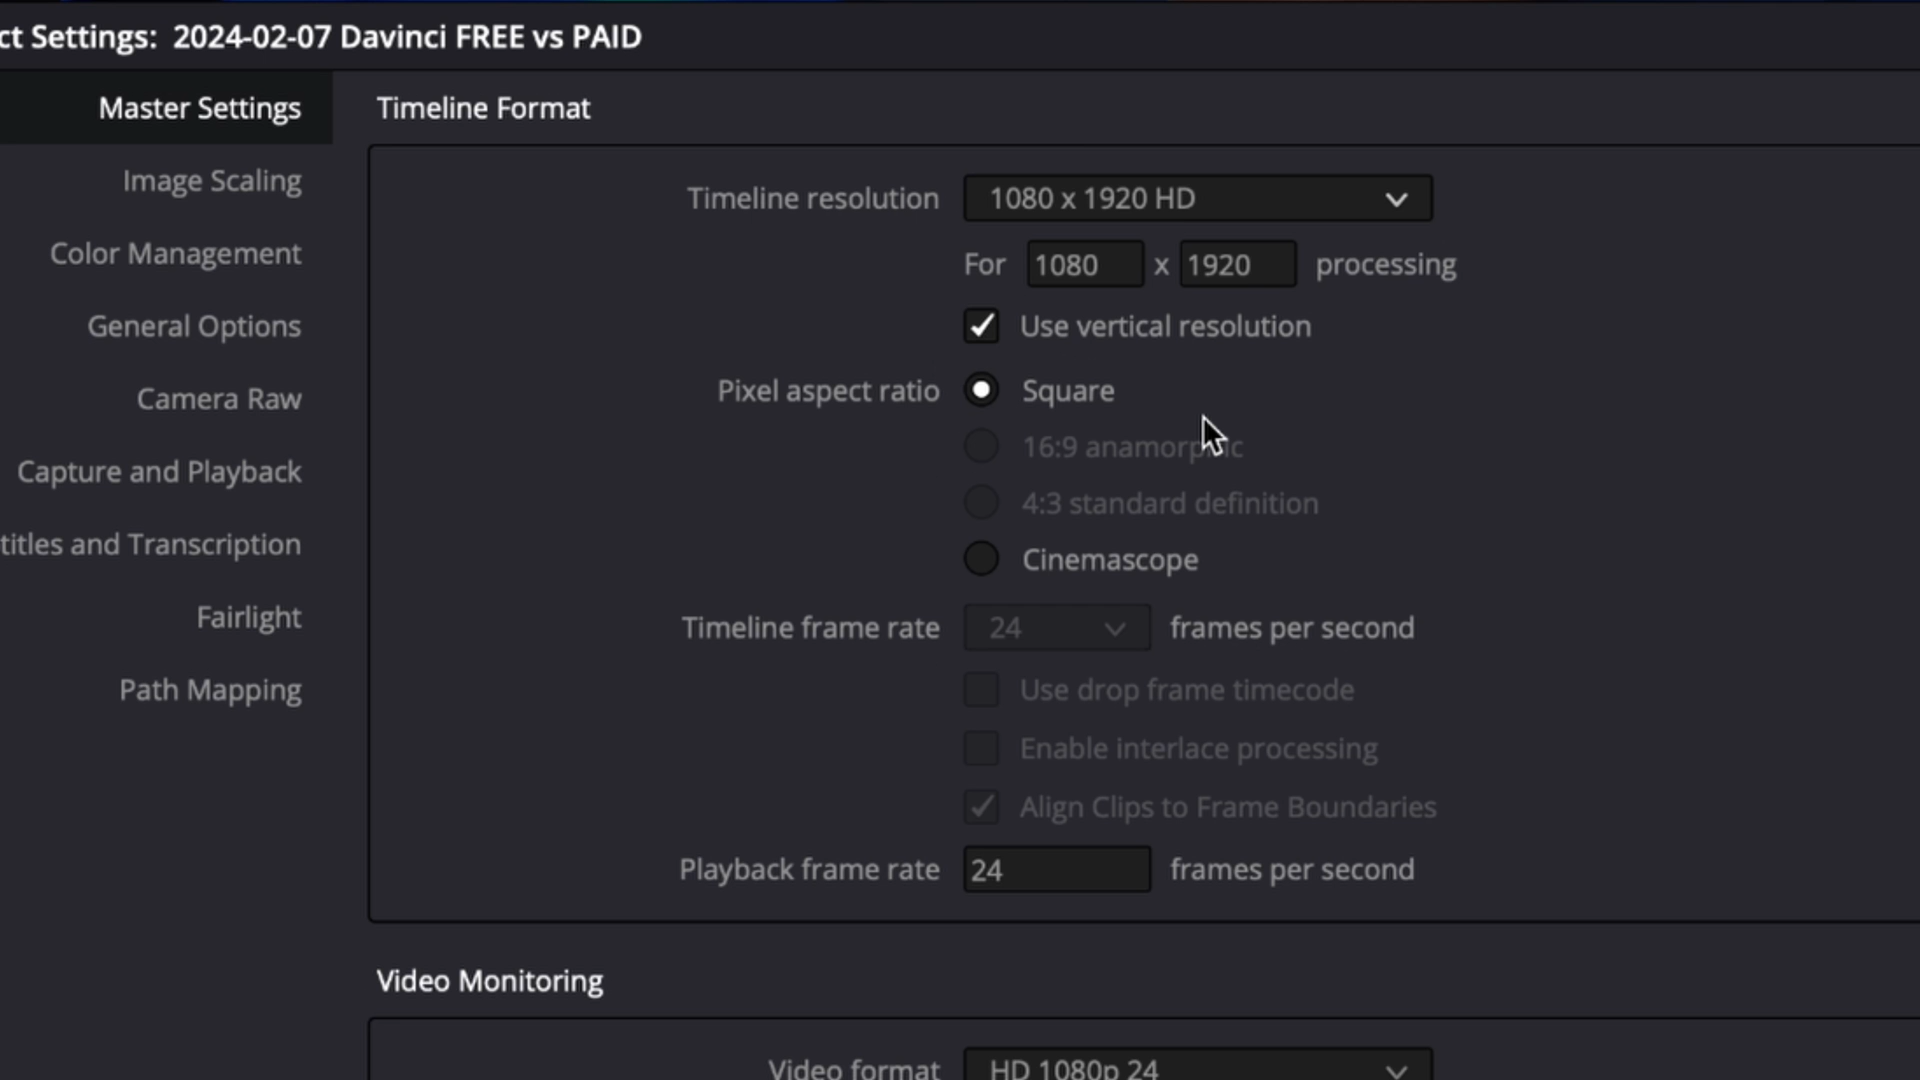 ct Settings: 2024-02-07 Davinci FREE vs PAID
Master Settings
Image Scaling
Color Management
General Options
Camera Raw
Capture and Playback
titles and Transcription
Fairlight
Path Mapping
Timeline Format
Timeline resolution 1080 x 1920 HD
For 1080 x 1920 processing
Use vertical resolution
Pixel aspect ratio Square
16:9 anamorphic
4:3 standard definition
Cinemascope
Timeline frame rate 24 frames per second
Use drop frame timecode
Enable interlace processing
Align Clips to Frame Boundaries
Playback frame rate 24 frames per second
Video Monitoring
Video format HD 1080p 24